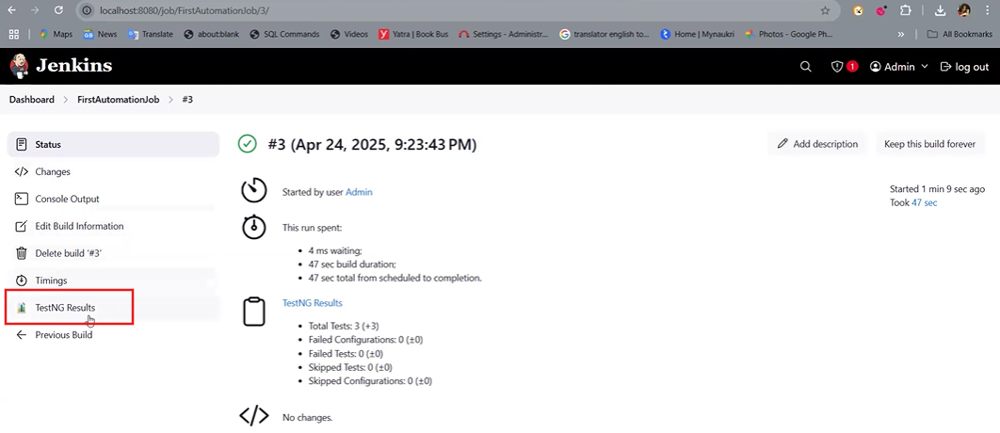 localhost:8080/job/FirstAutomationJob/3/
Maps News Translate about:blank SQL Commands Videos Yatra | Book Bus Settings - Administr... translator english to... Home | Mynaukri Photos - Google Ph... » All Bookmarks
Jenkins 1 Admin log out
Dashboard FirstAutomationJob #3
Status
Changes
Console Output
Edit Build Information
Delete build ‘#3’
Timings
TestNG Results
Previous Build
#3 (Apr 24, 2025, 9:23:43 PM)
Add description Keep this build forever
Started by user Admin
Started 1 min 9 sec ago
Took 47 sec
This run spent:
• 4 ms waiting;
• 47 sec build duration;
• 47 sec total from scheduled to completion.
TestNG Results
• Total Tests: 3 (+3)
• Failed Configurations: 0 (±0)
• Failed Tests: 0 (±0)
• Skipped Tests: 0 (±0)
• Skipped Configurations: 0 (±0)
No changes.